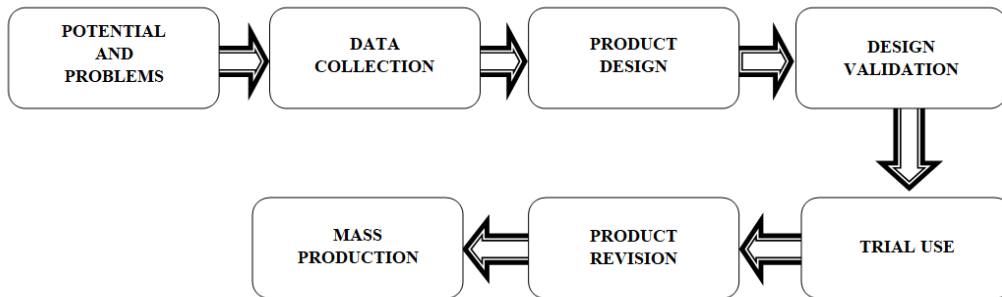 POTENTIAL
AND
PROBLEMS
DATA
COLLECTION
PRODUCT
DESIGN
DESIGN
VALIDATION
TRIAL USE
PRODUCT
REVISION
MASS
PRODUCTION